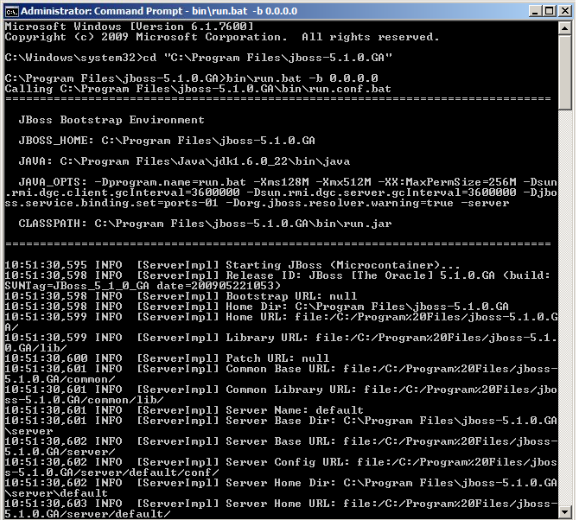 Administrator: Command Prompt - bin\run.bat -b 0.0.0.0
Microsoft Windows [Version 6.1.7600]
Copyright (c) 2009 Microsoft Corporation.  All rights reserved.
C:\Windows\system32>cd "C:\Program Files\jboss-5.1.0.GA"
C:\Program Files\jboss-5.1.0.GA>bin\run.bat -b 0.0.0.0
Calling C:\Program Files\jboss-5.1.0.GA\bin\run.conf.bat
===============================================================================
JBoss Bootstrap Environment
JBOSS_HOME: C:\Program Files\jboss-5.1.0.GA
JAVA: C:\Program Files\Java\jdk1.6.0_22\bin\java
JAVA_OPTS: -Dprogram.name=run.bat -Xms128M -Xmx512M -XX:MaxPermSize=256M -Dsun
.rmi.dgc.client.gcInterval=3600000 -Dsun.rmi.dgc.server.gcInterval=3600000 -Djbo
ss.service.binding.set=ports-01 -Dorg.jboss.resolver.warning=true -server
CLASSPATH: C:\Program Files\jboss-5.1.0.GA\bin\run.jar
===============================================================================
10:51:30,595 INFO  [ServerImpl] Starting JBoss (Microcontainer)...
10:51:30,598 INFO  [ServerImpl] Release ID: JBoss [The Oracle] 5.1.0.GA (build:
SVNTag=JBoss_5_1_0_GA date=200905221053)
10:51:30,598 INFO  [ServerImpl] Bootstrap URL: null
10:51:30,598 INFO  [ServerImpl] Home Dir: C:\Program Files\jboss-5.1.0.GA
10:51:30,599 INFO  [ServerImpl] Home URL: file:/C:/Program%20Files/jboss-5.1.0.G
A/
10:51:30,599 INFO  [ServerImpl] Library URL: file:/C:/Program%20Files/jboss-5.1.
0.GA/lib/
10:51:30,600 INFO  [ServerImpl] Patch URL: null
10:51:30,601 INFO  [ServerImpl] Common Base URL: file:/C:/Program%20Files/jboss-
5.1.0.GA/common/
10:51:30,601 INFO  [ServerImpl] Common Library URL: file:/C:/Program%20Files/jbo
ss-5.1.0.GA/common/lib/
10:51:30,601 INFO  [ServerImpl] Server Name: default
10:51:30,601 INFO  [ServerImpl] Server Base Dir: C:\Program Files\jboss-5.1.0.GA
\server
10:51:30,602 INFO  [ServerImpl] Server Base URL: file:/C:/Program%20Files/jboss-
5.1.0.GA/server/
10:51:30,602 INFO  [ServerImpl] Server Config URL: file:/C:/Program%20Files/jbos
s-5.1.0.GA/server/default/conf/
10:51:30,602 INFO  [ServerImpl] Server Home Dir: C:\Program Files\jboss-5.1.0.GA
\server\default
10:51:30,603 INFO  [ServerImpl] Server Home URL: file:/C:/Program%20Files/jboss-
5.1.0.GA/server/default/